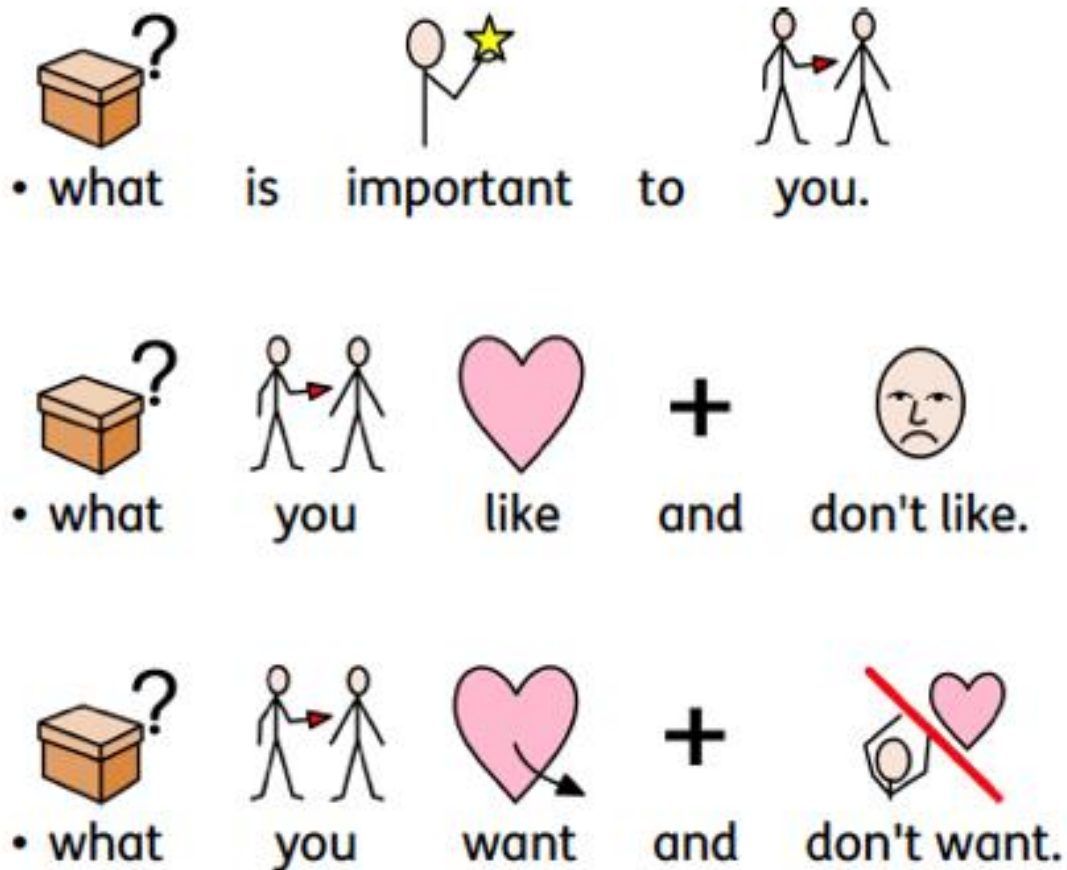 • what is important to you.
• what you like and don't like.
• what you want and don't want.